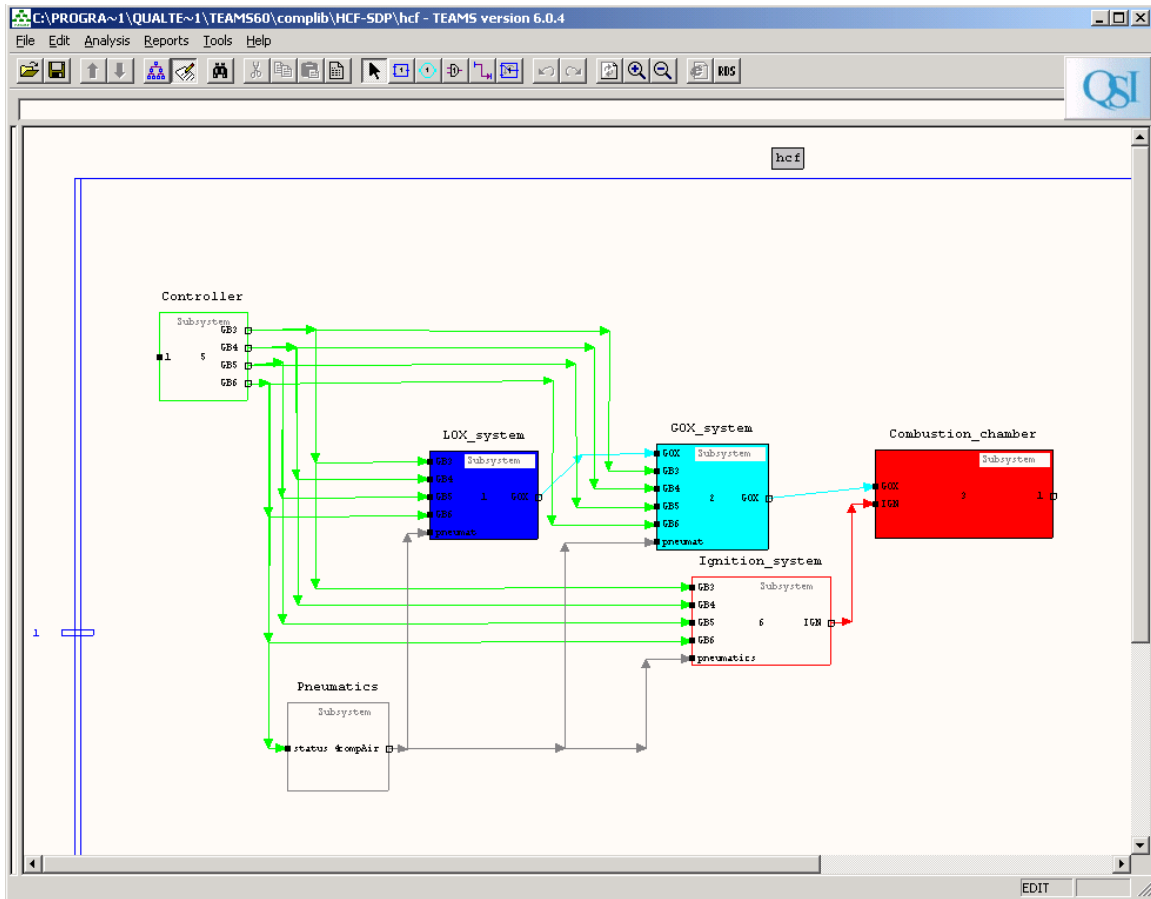 C:\PROGRA~1\QUALTE~1\TEAMS60\complib\HCF-SDP\hcf - TEAMS version 6.0.4
File Edit Analysis Reports Tools Help
RDS
QSI
hcf
Controller
Subsystem
GB3
GB4
1 5 GB5
GB6
LOX_system
Subsystem
GB3
GB4
GB5 1 GOX
GB6
pneumat
GOX_system
GOX Subsystem
GB3
GB4 2 GOX
GB5
GB6
pneumat
Combustion_chamber
Subsystem
GOX 3 1
IGN
Ignition_system
GB3 Subsystem
GB4
GB5 6 IGN
GB6
pneumatics
1
Pneumatics
Subsystem
status 4compAir
EDIT